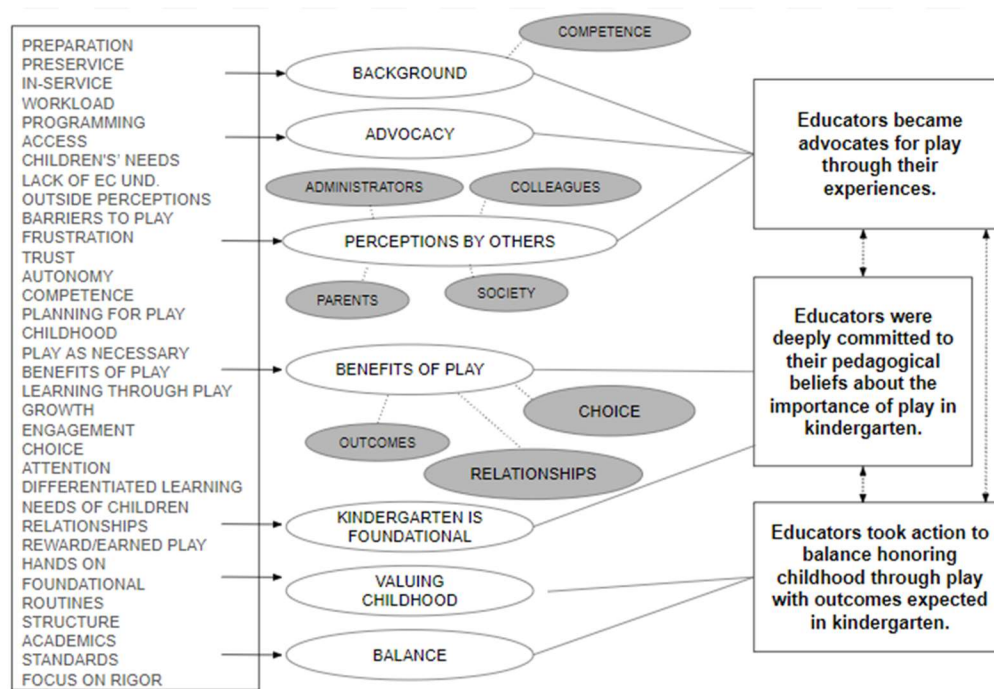 PREPARATION
PRESERVICE
IN-SERVICE
WORKLOAD
PROGRAMMING
ACCESS
CHILDREN'S' NEEDS
LACK OF EC UND.
OUTSIDE PERCEPTIONS
BARRIERS TO PLAY
FRUSTRATION
TRUST
AUTONOMY
COMPETENCE
PLANNING FOR PLAY
CHILDHOOD
PLAY AS NECESSARY
BENEFITS OF PLAY
LEARNING THROUGH PLAY
GROWTH
ENGAGEMENT
CHOICE
ATTENTION
DIFFERENTIATED LEARNING
NEEDS OF CHILDREN
RELATIONSHIPS
REWARD/EARNED PLAY
HANDS ON
FOUNDATIONAL
ROUTINES
STRUCTURE
ACADEMICS
STANDARDS
FOCUS ON RIGOR
COMPETENCE
BACKGROUND
ADVOCACY
ADMINISTRATORS
COLLEAGUES
PERCEPTIONS BY OTHERS
PARENTS
SOCIETY
BENEFITS OF PLAY
CHOICE
OUTCOMES
RELATIONSHIPS
KINDERGARTEN IS
FOUNDATIONAL
VALUING
CHILDHOOD
BALANCE
Educators became
advocates for play
through their
experiences.
Educators were
deeply committed to
their pedagogical
beliefs about the
importance of play in
kindergarten.
Educators took action to
balance honoring
childhood through play
with outcomes expected
in kindergarten.